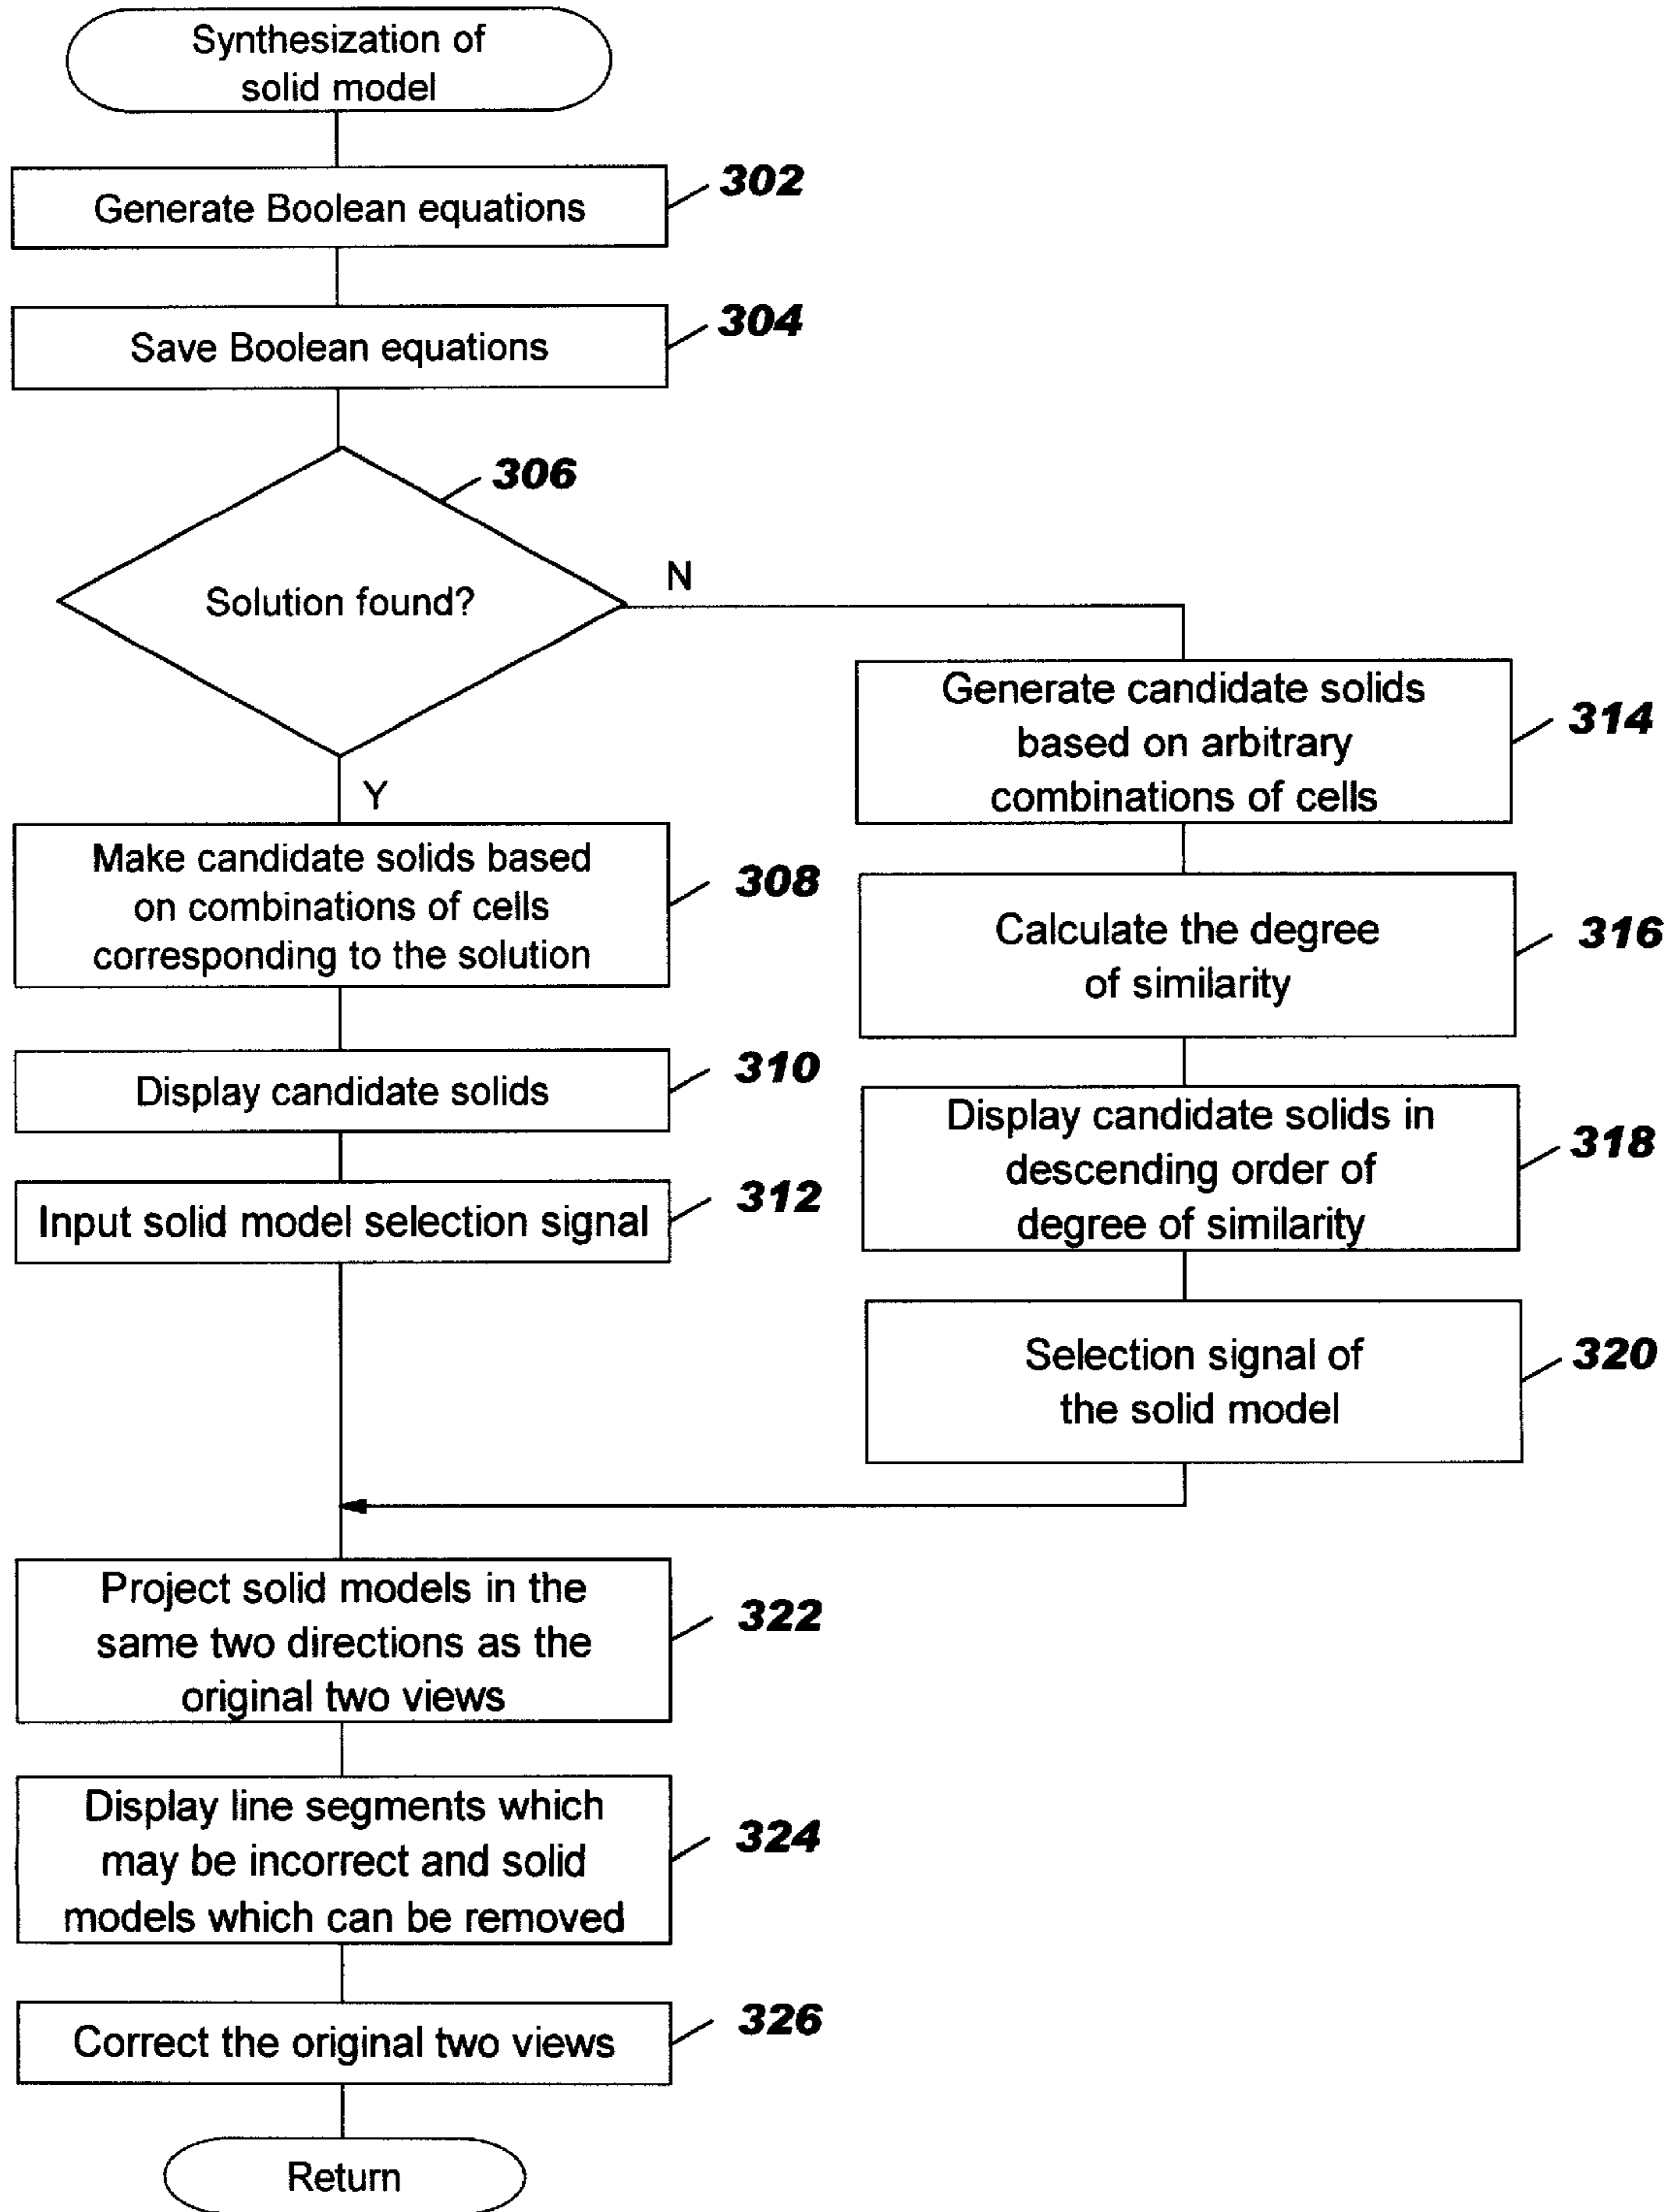 Synthesization of
solid model
302
Generate Boolean equations
304
Save Boolean equations
306
Solution found?
N
Y
Make candidate solids based
on combinations of cells
corresponding to the solution
308
Display candidate solids
310
Input solid model selection signal
312
Generate candidate solids
based on arbitrary
combinations of cells
314
Calculate the degree
of similarity
316
Display candidate solids in
descending order of
degree of similarity
318
Selection signal of
the solid model
320
Project solid models in the
same two directions as the
original two views
322
Display line segments which
may be incorrect and solid
models which can be removed
324
Correct the original two views
326
Return